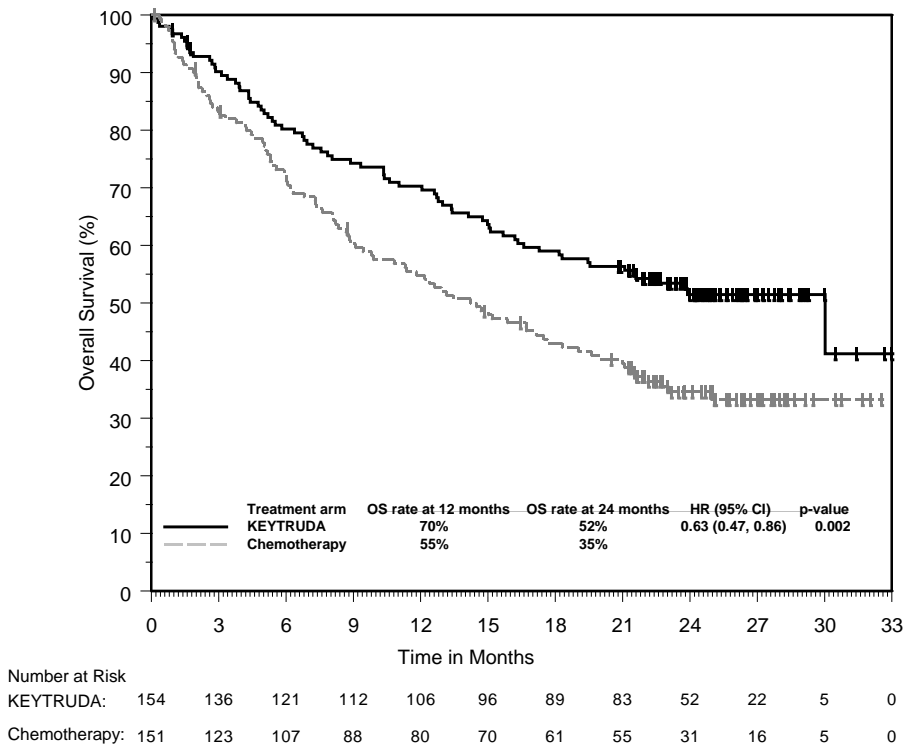 100
90
80
70
60
50
40
30
20
10
0
Overall Survival (%)
Treatment arm OS rate at 12 months OS rate at 24 months HR (95% CI) p-value
KEYTRUDA 70% 52% 0.63 (0.47, 0.86) 0.002
Chemotherapy 55% 35%
0 3 6 9 12 15 18 21 24 27 30 33
Time in Months
Number at Risk
KEYTRUDA: 154 136 121 112 106 96 89 83 52 22 5 0
Chemotherapy: 151 123 107 88 80 70 61 55 31 16 5 0